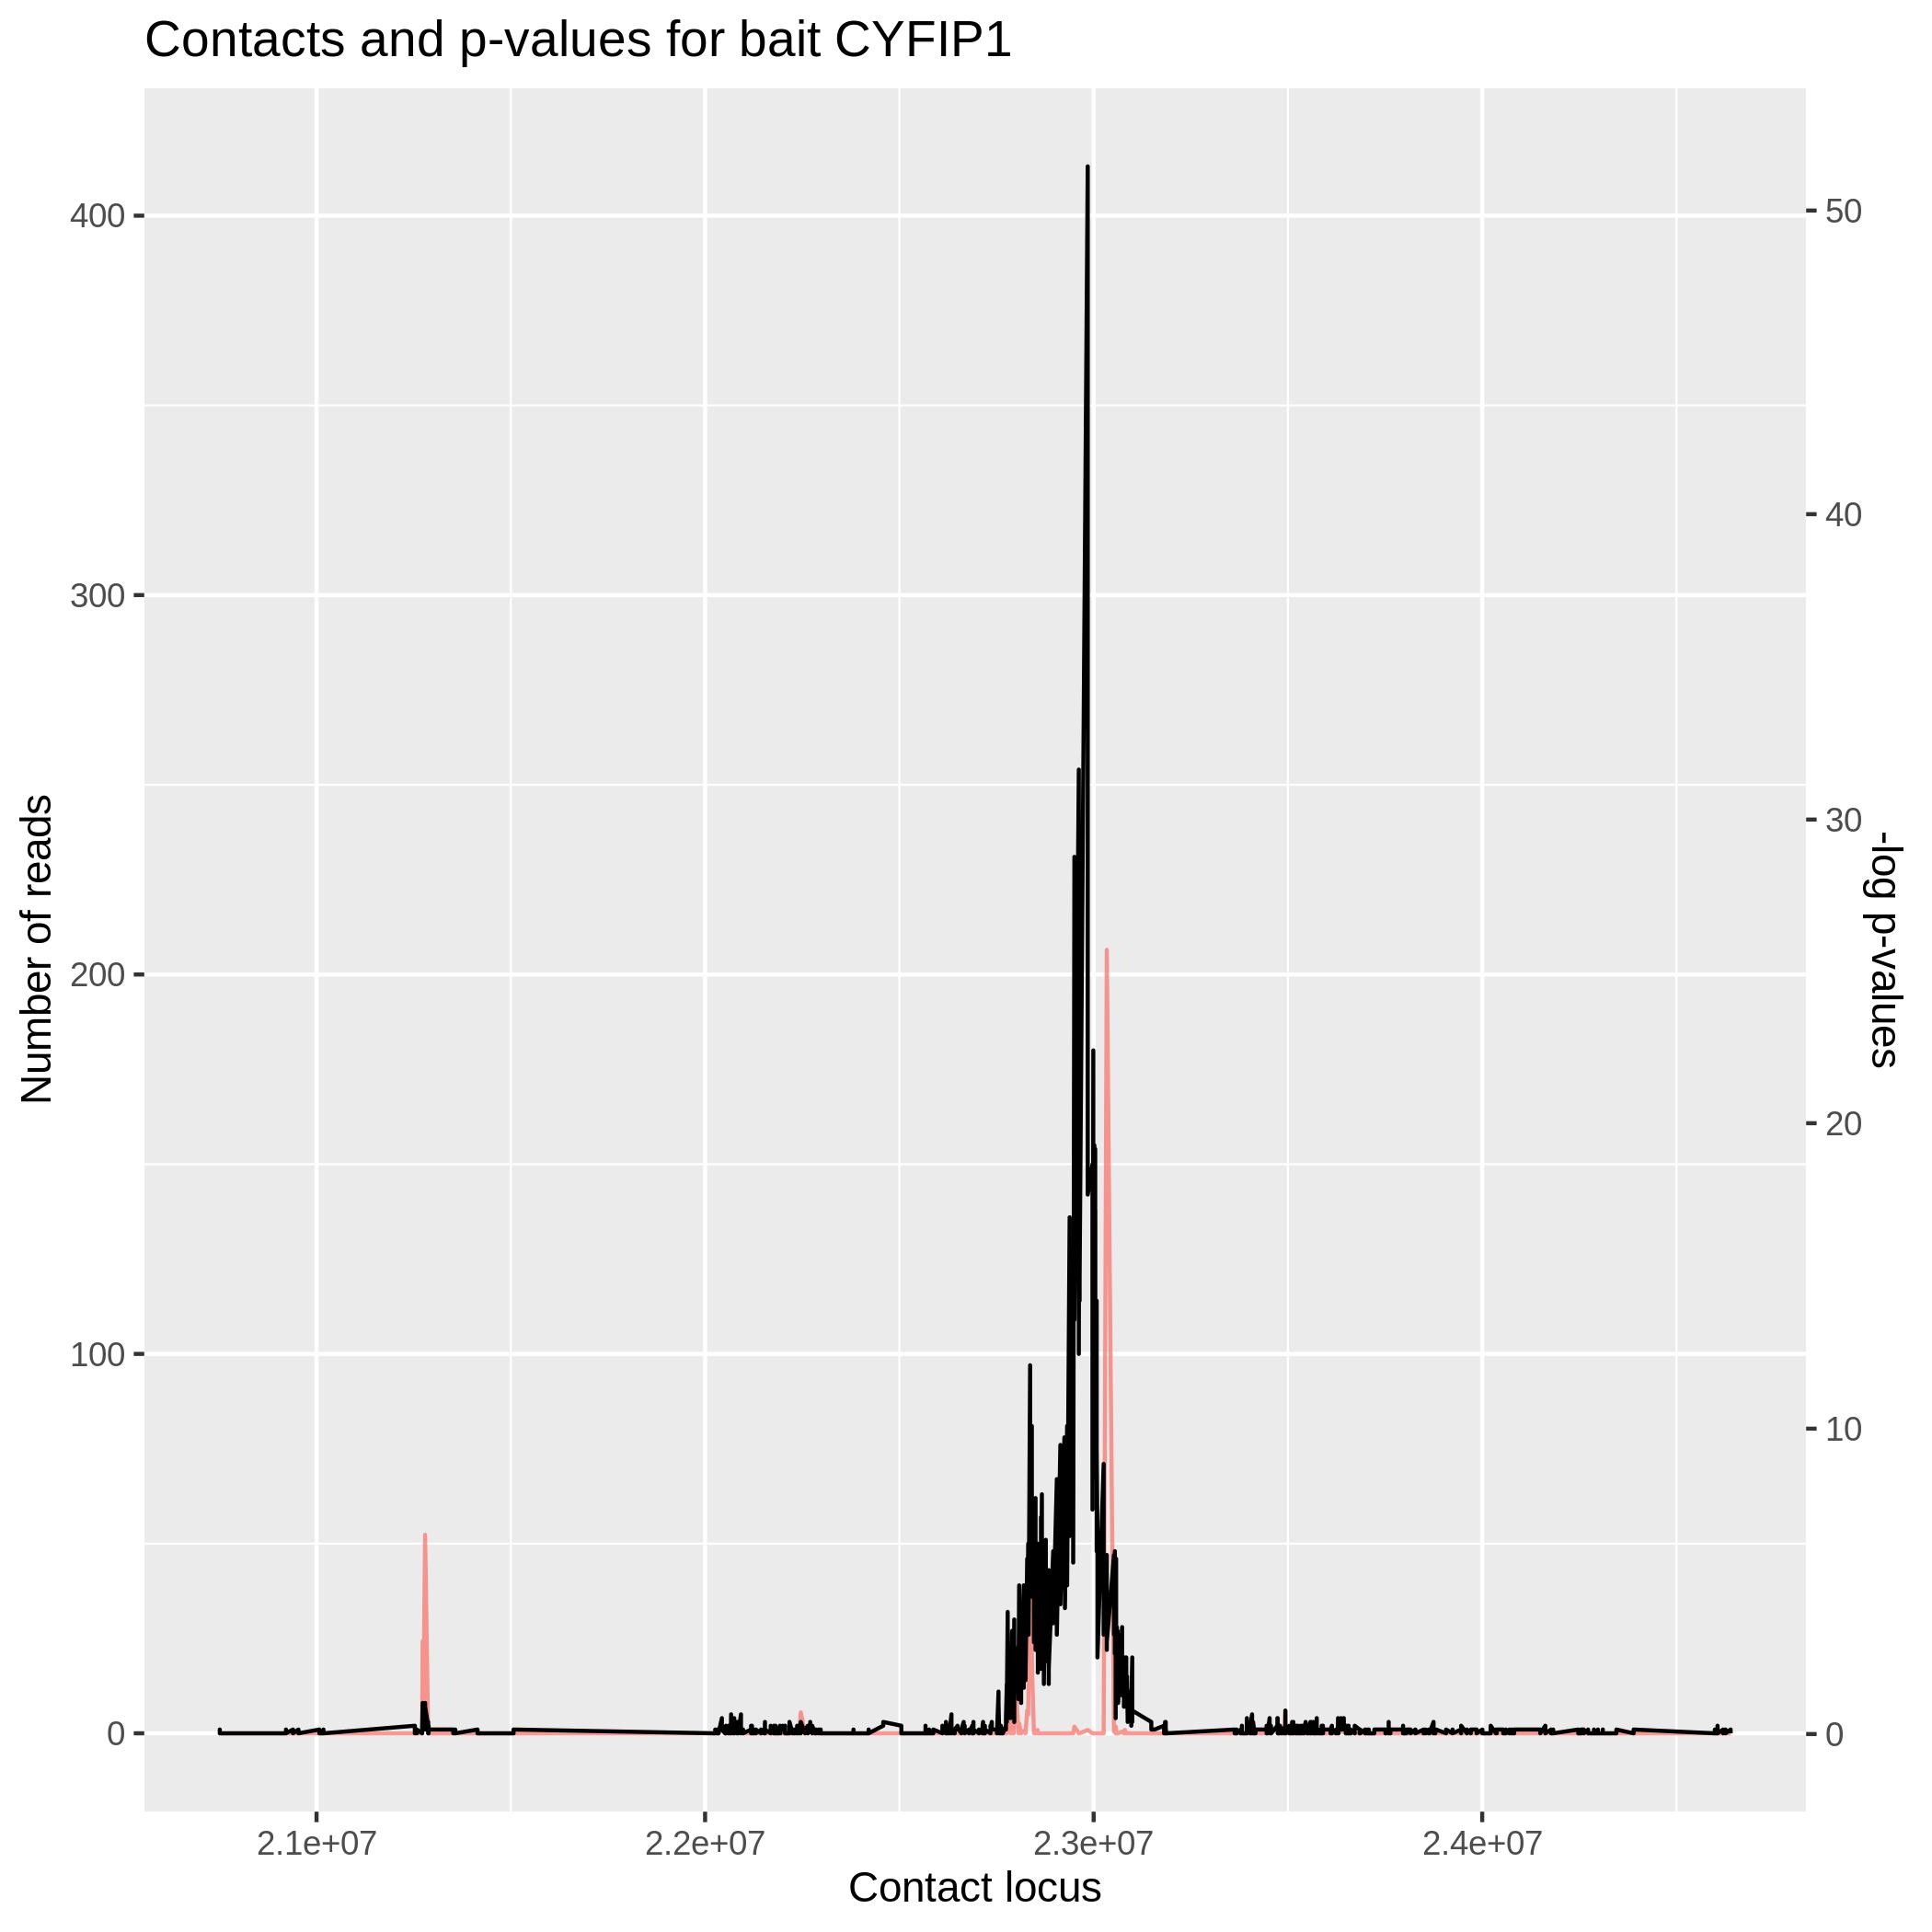 Contacts and p-values for bait CYFIP1
400
300
200
100
0
Number of reads
50
40
30
20
10
0
-log p-values
2.1e+07
2.2e+07
2.3e+07
2.4e+07
Contact locus